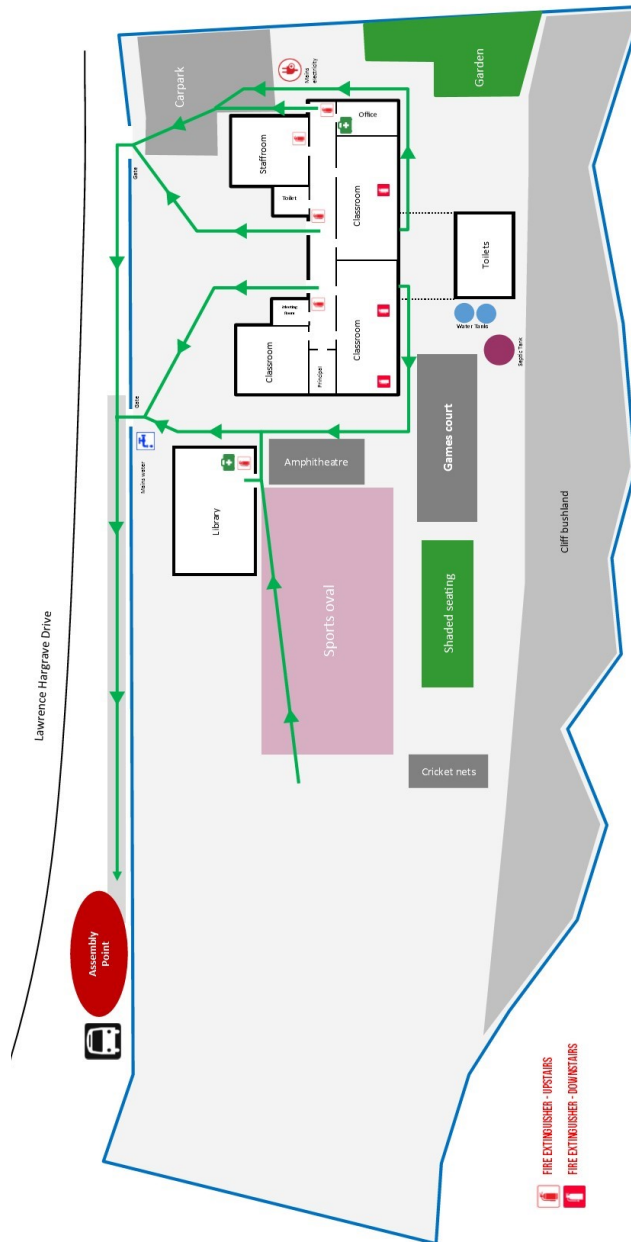 Lawrence Hargrave Drive
Carpark
Mains
electricity
Garden
Gate
Staffroom
Office
Toilet
Classroom
Toilets
Meeting
Room
Classroom
Principal
Classroom
Water Tanks
Septic Tank
Gate
Mains water
Library
Amphitheatre
Games court
Sports oval
Shaded seating
Cliff bushland
Cricket nets
Assembly
Point
FIRE EXTINGUISHER - UPSTAIRS
FIRE EXTINGUISHER - DOWNSTAIRS